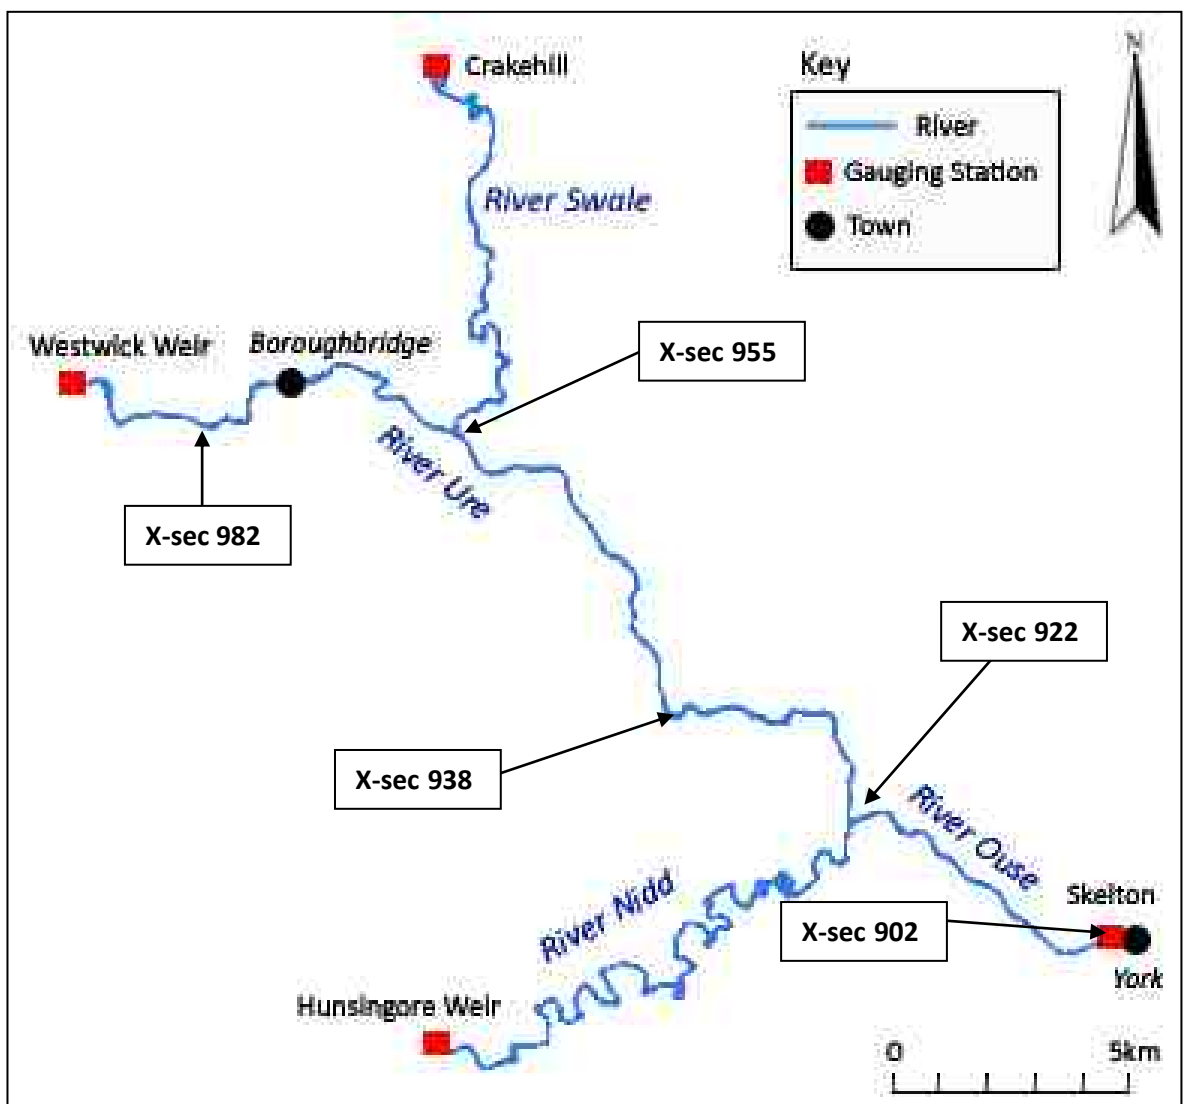 N
Crakehill
Key
River
Gauging Station
Town
River Swale
Westwick Weir
Boroughbridge
X-sec 955
River Ure
X-sec 982
X-sec 922
X-sec 938
River Ouse
River Nidd
Skelton
X-sec 902
York
Hunsingore Weir
0 5km